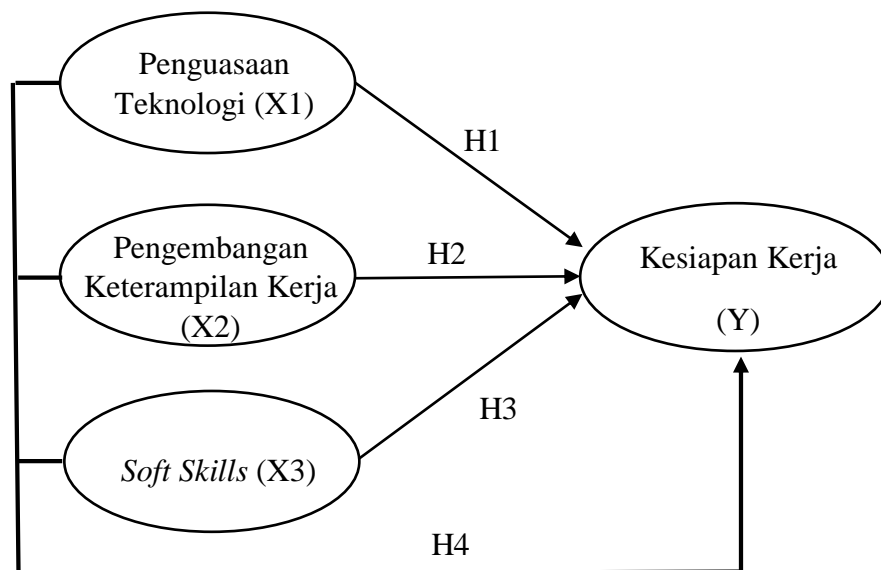 Penguasaan
Teknologi (X1)
H1
Pengembangan
Keterampilan Kerja
(X2)
H2
Kesiapan Kerja
(Y)
H3
Soft Skills (X3)
H4